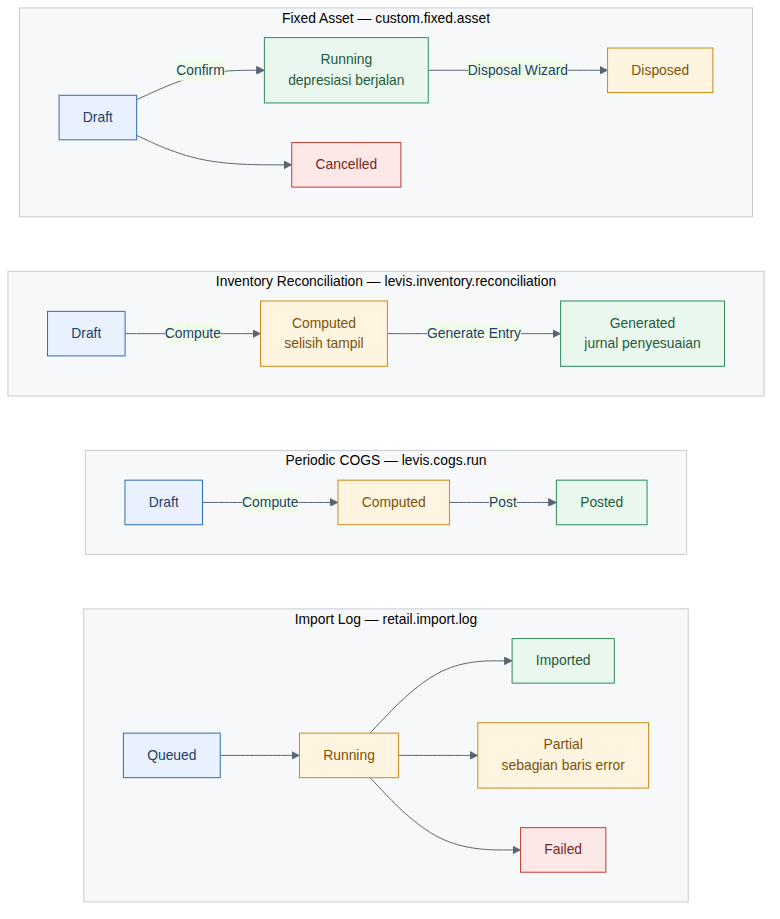 Fixed Asset — custom.fixed.asset
Draft
Confirm
Running
depresiasi berjalan
Disposal Wizard
Disposed
Cancelled
Inventory Reconciliation — levis.inventory.reconciliation
Draft
Compute
Computed
selisih tampil
Generate Entry
Generated
jurnal penyesuaian
Periodic COGS — levis.cogs.run
Draft
Compute
Computed
Post
Posted
Import Log — retail.import.log
Queued
Running
Imported
Partial
sebagian baris error
Failed